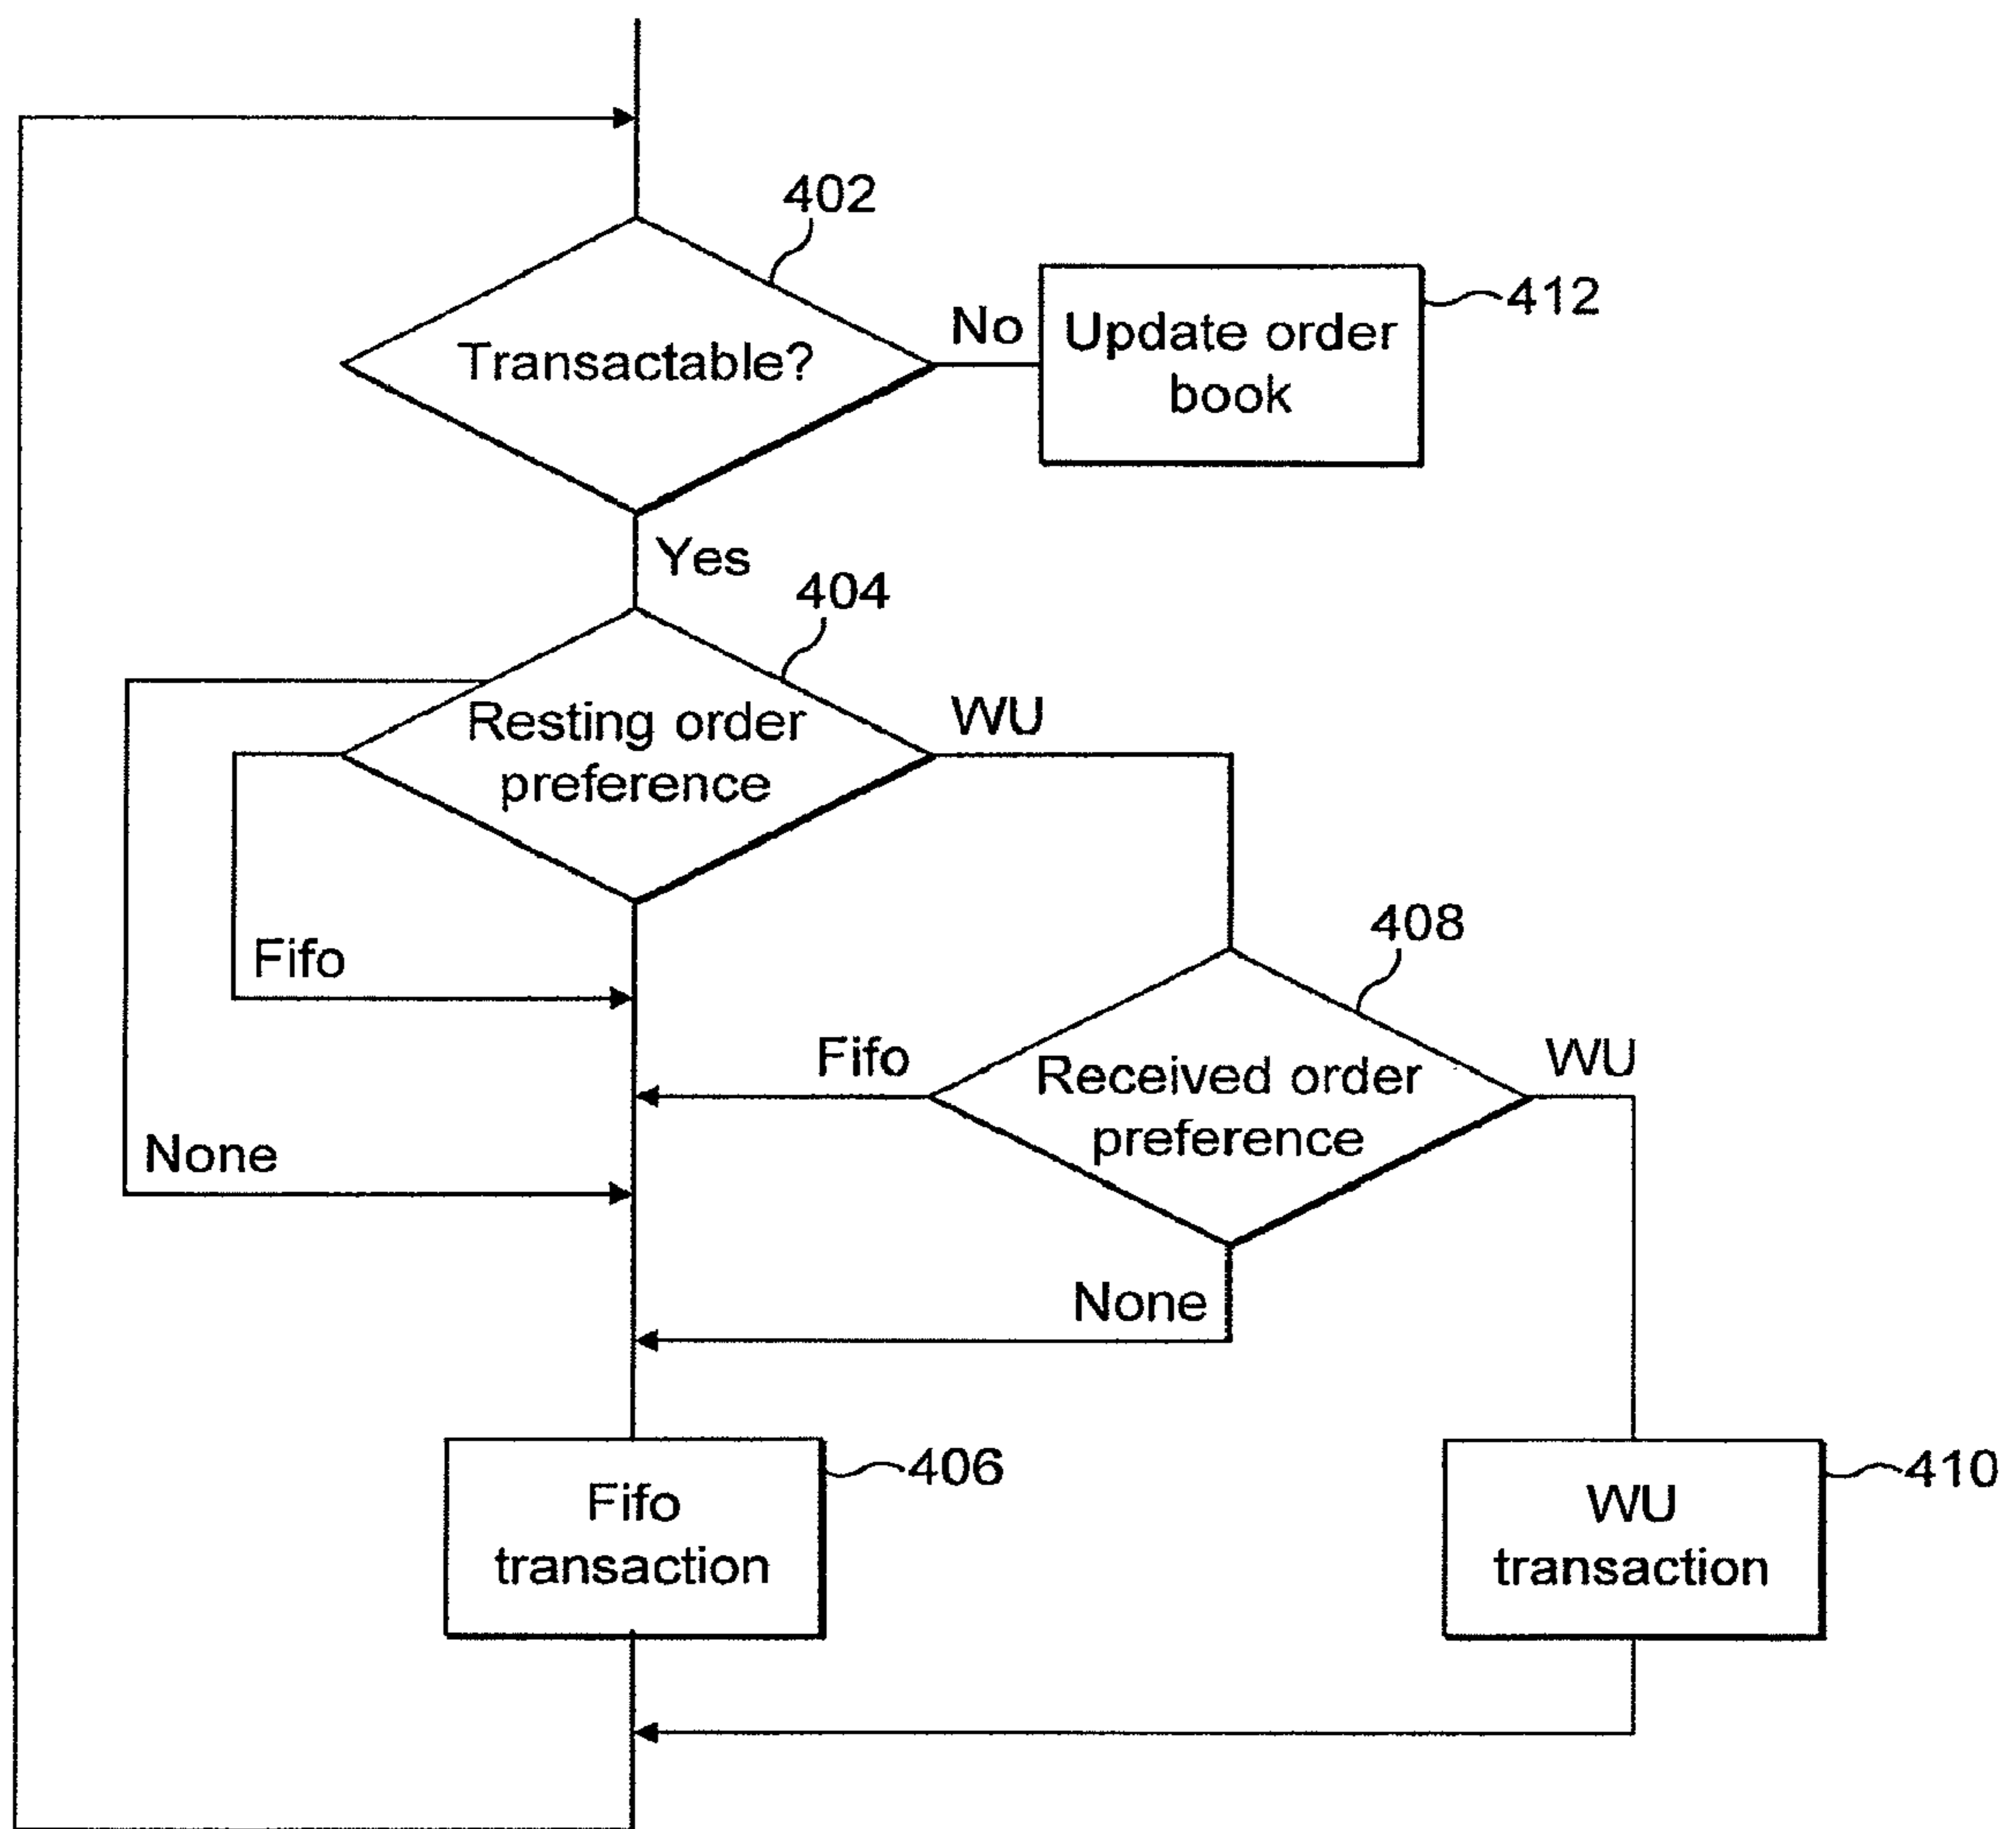 402
Transactable?
No
Update order
book
412
Yes
404
Resting order
preference
WU
Fifo
None
408
Received order
preference
Fifo
WU
None
Fifo
transaction
406
WU
transaction
410